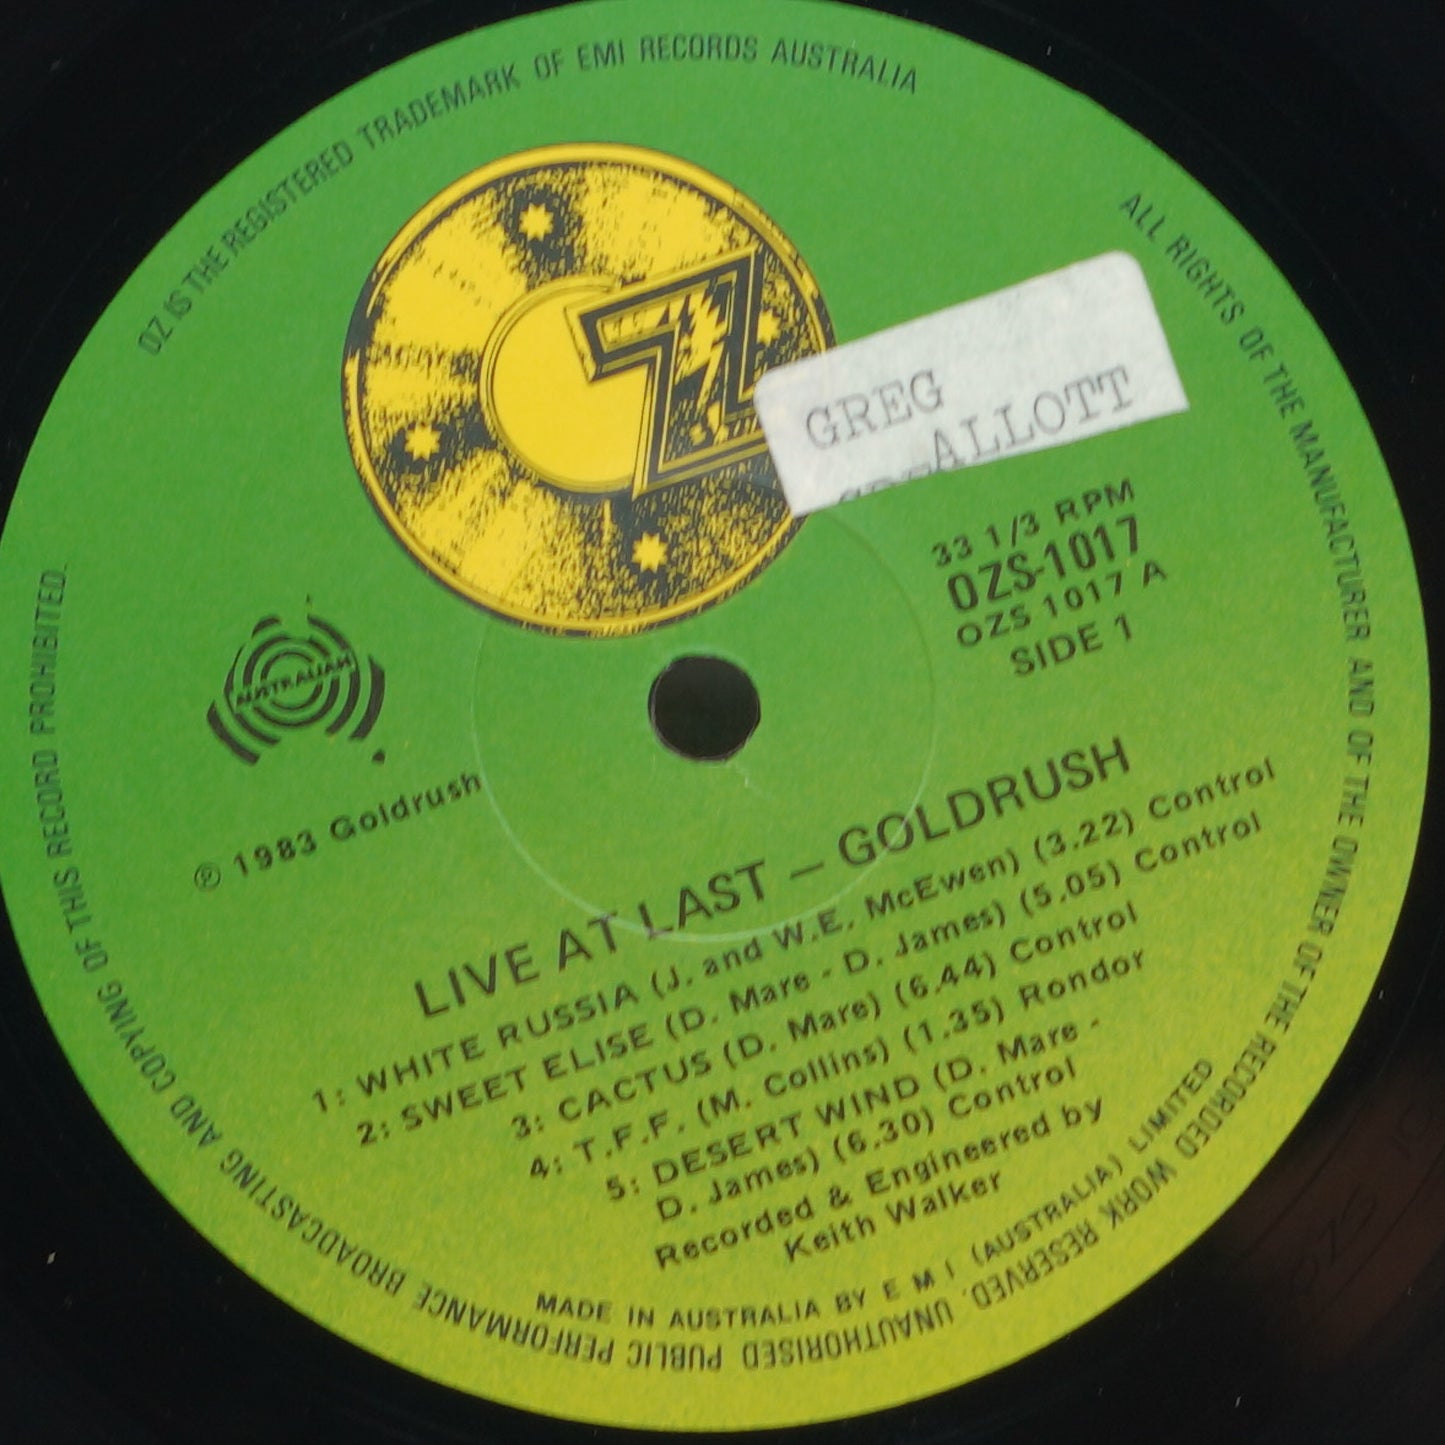 OZ IS THE REGISTERED TRADEMARK OF EMI RECORDS AUSTRALIA
ALL RIGHTS OF THE MANUFACTURER AND OF THE OWNER OF THE RECORDED WORK RESERVED. UNAUTHORISED PUBLIC PERFORMANCE BROADCASTING AND COPYING OF THIS RECORD PROHIBITED.
Z
GREG
ALLOTT
33 1/3 RPM
OZS-1017
OZS 1017 A
SIDE 1
AUSTRALIAN
℗ 1983 Goldrush
LIVE AT LAST – GOLDRUSH
1: WHITE RUSSIA (J. and W.E. McEwen) (3.22) Control
2: SWEET ELISE (D. Mare - D. James) (5.05) Control
3: CACTUS (D. Mare) (6.44) Control
4: T.F.F. (M. Collins) (1.35) Rondor
5: DESERT WIND (D. Mare -
D. James) (6.30) Control
Recorded & Engineered by
Keith Walker
MADE IN AUSTRALIA BY E M I (AUSTRALIA) LIMITED